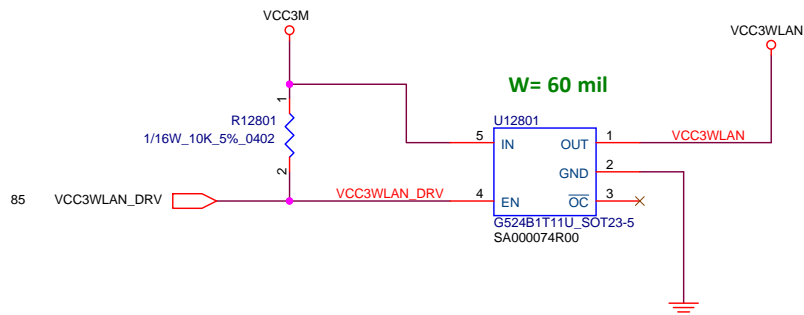 VCC3M
VCC3WLAN
W= 60 mil
1
R12801
1/16W_10K_5%_0402
2
U12801
5
IN
OUT
1
VCC3WLAN
GND
2
85
VCC3WLAN_DRV
VCC3WLAN_DRV
4
EN
OC
3
G524B1T11U_SOT23-5
SA000074R00